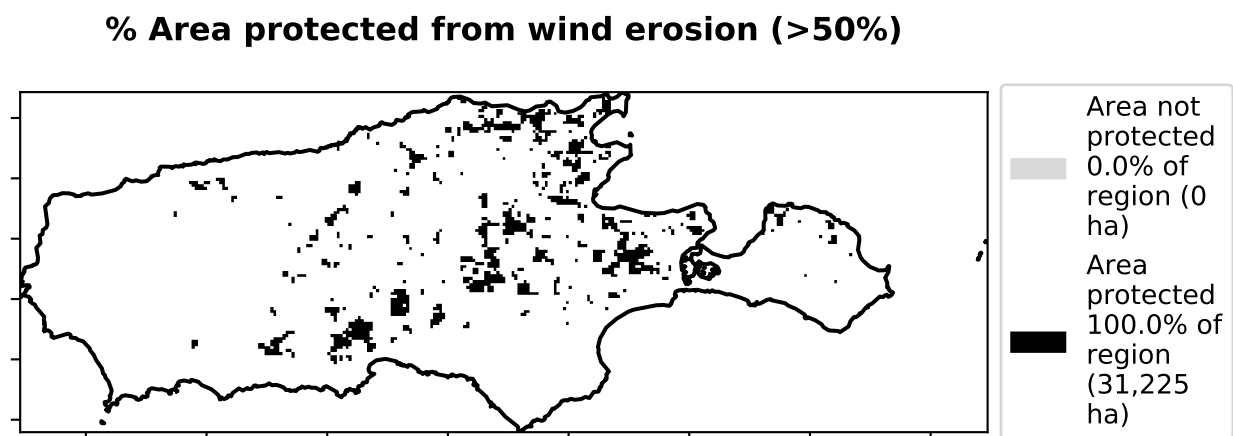 % Area protected from wind erosion (>50%)
Area not
protected
0.0% of
region (0
ha)
Area
protected
100.0% of
region
(31,225
ha)